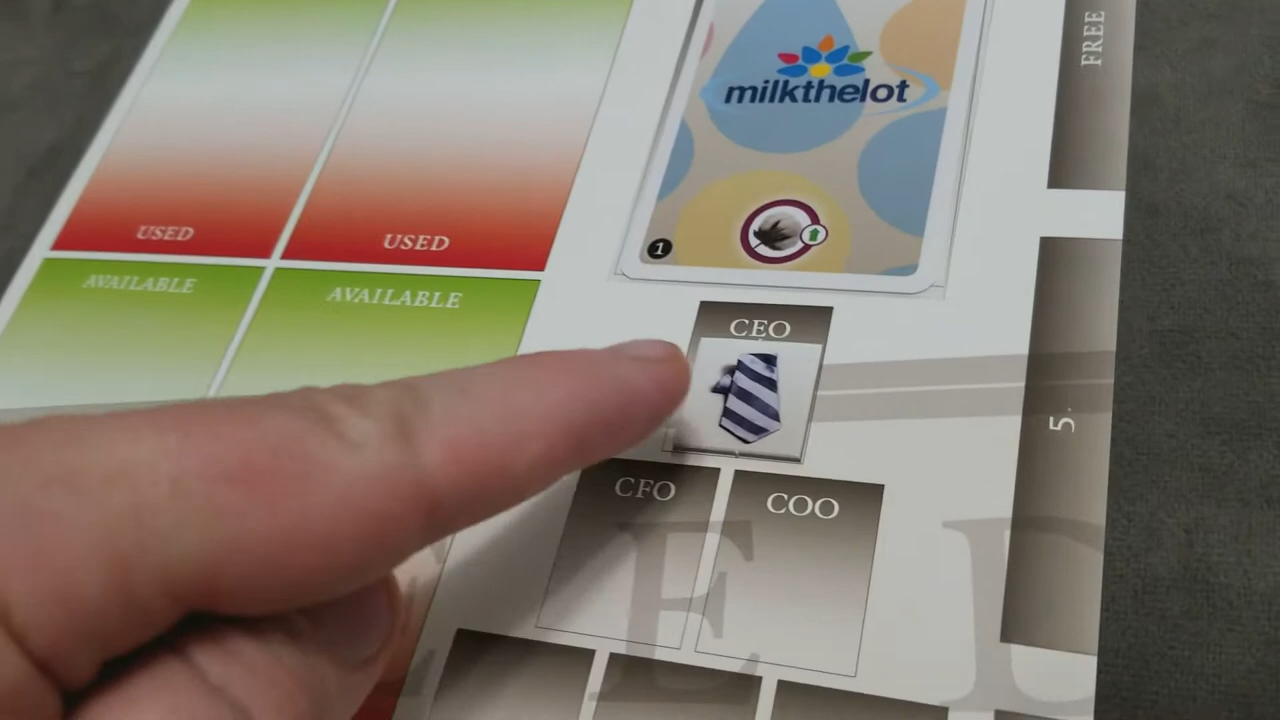 FREE
milkthelot
1
USED
USED
AVAILABLE
AVAILABLE
CEO
5.
CFO
COO
E